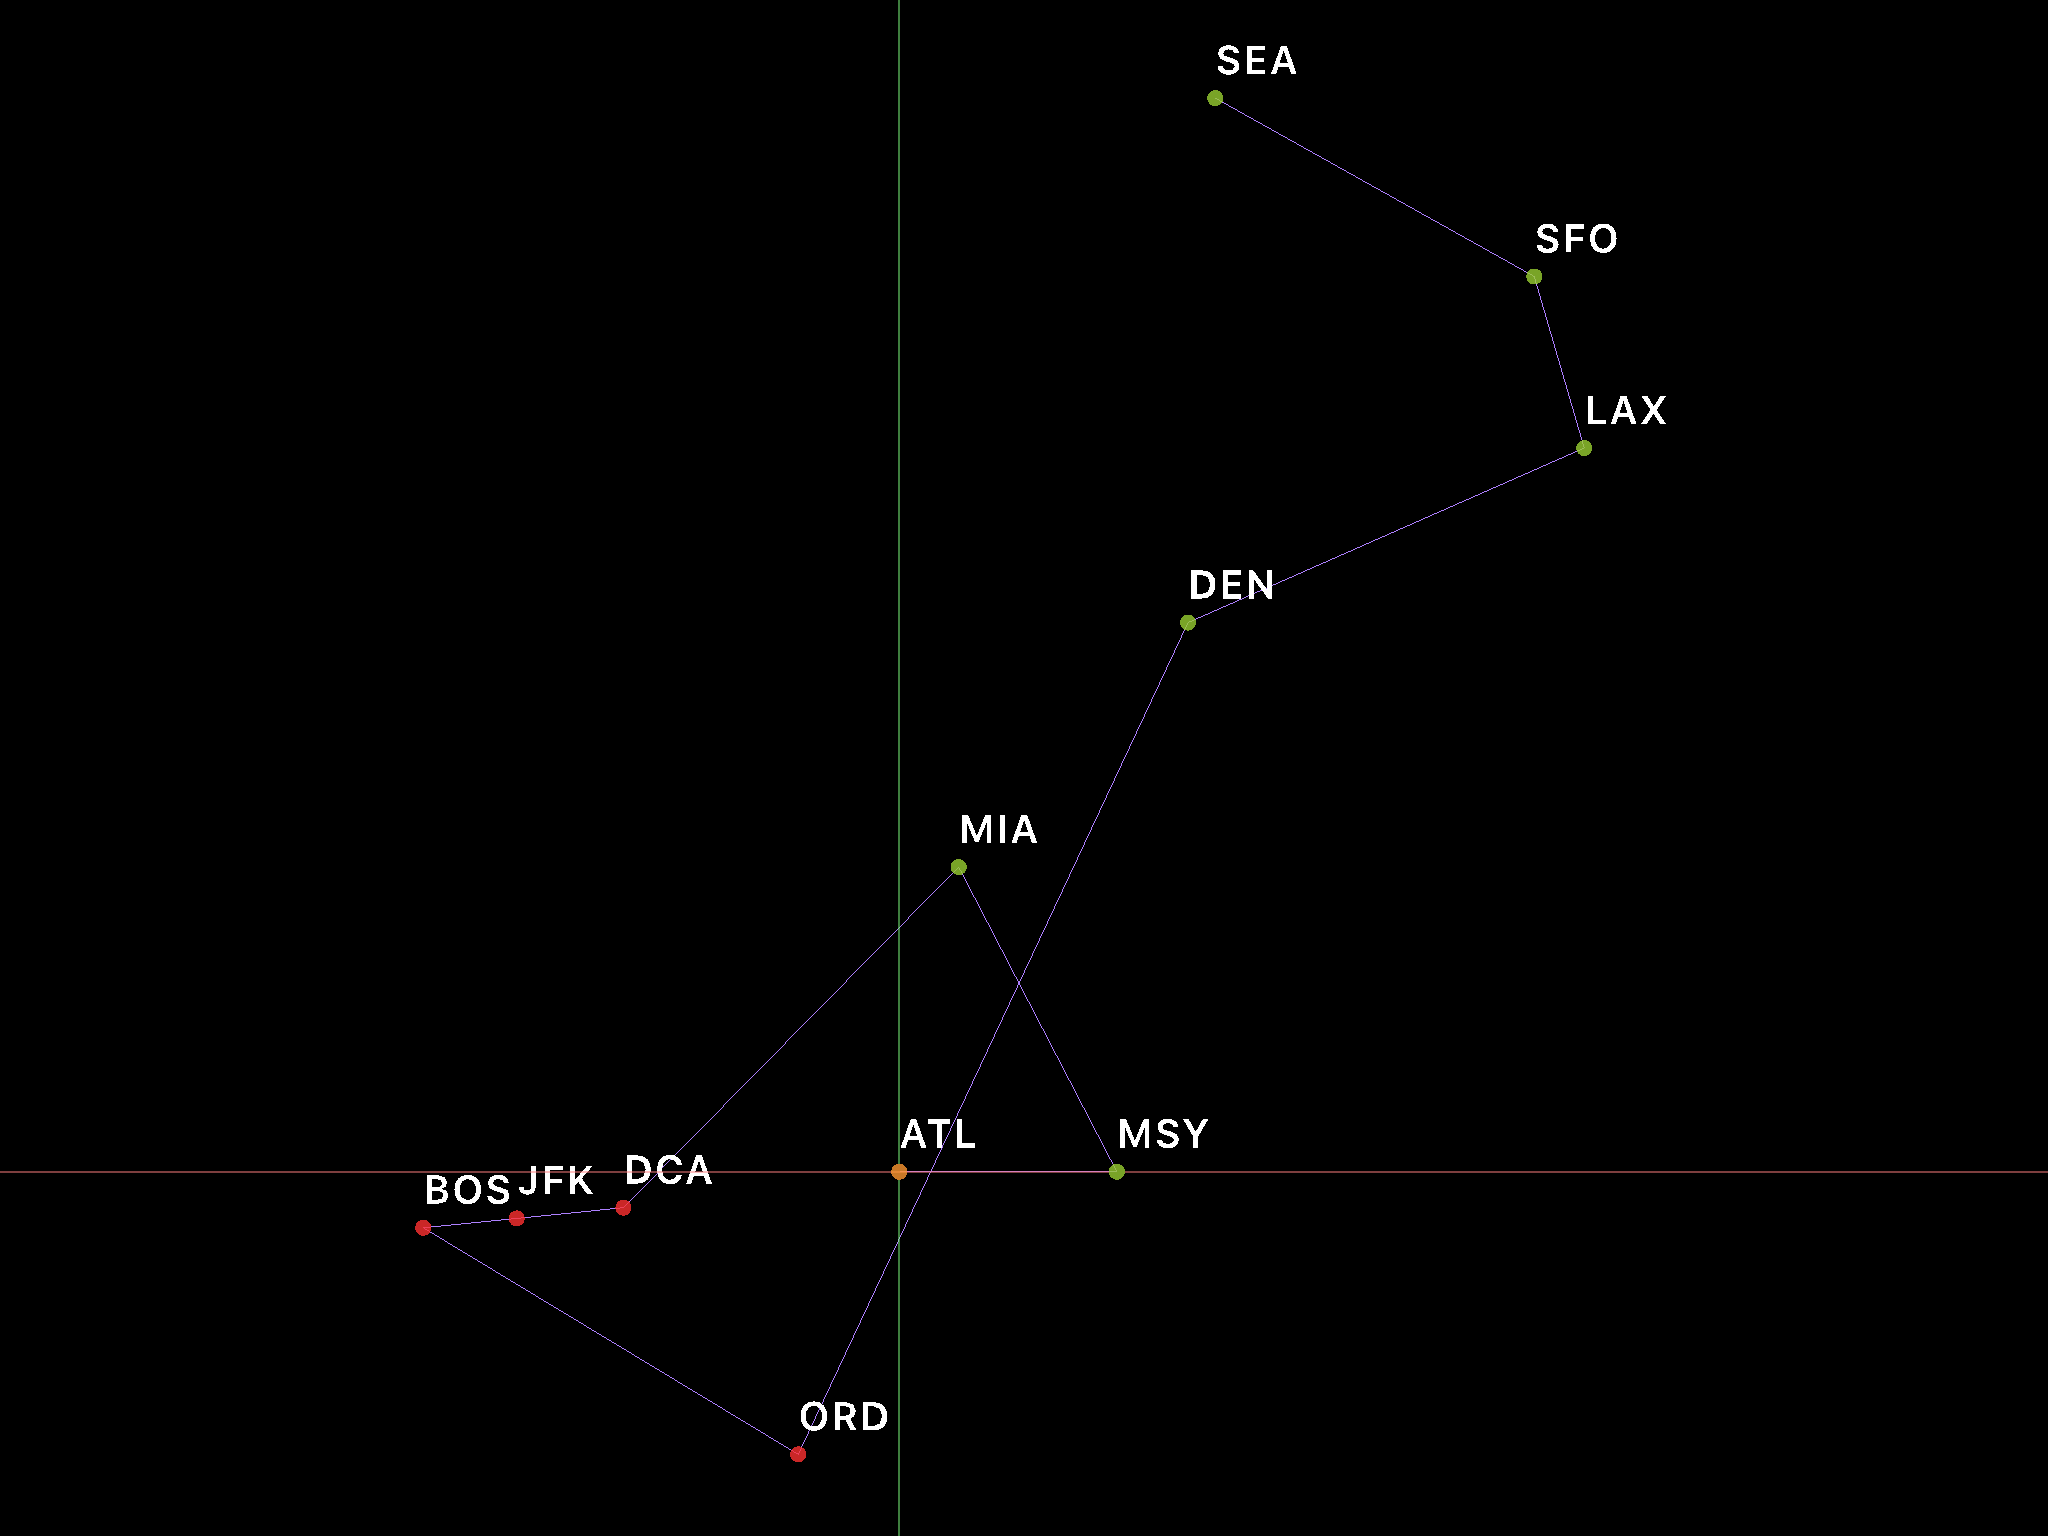 SEA
SFO
LAX
DEN
MIA
ATL
MSY
DCA
JFK
BOS
ORD